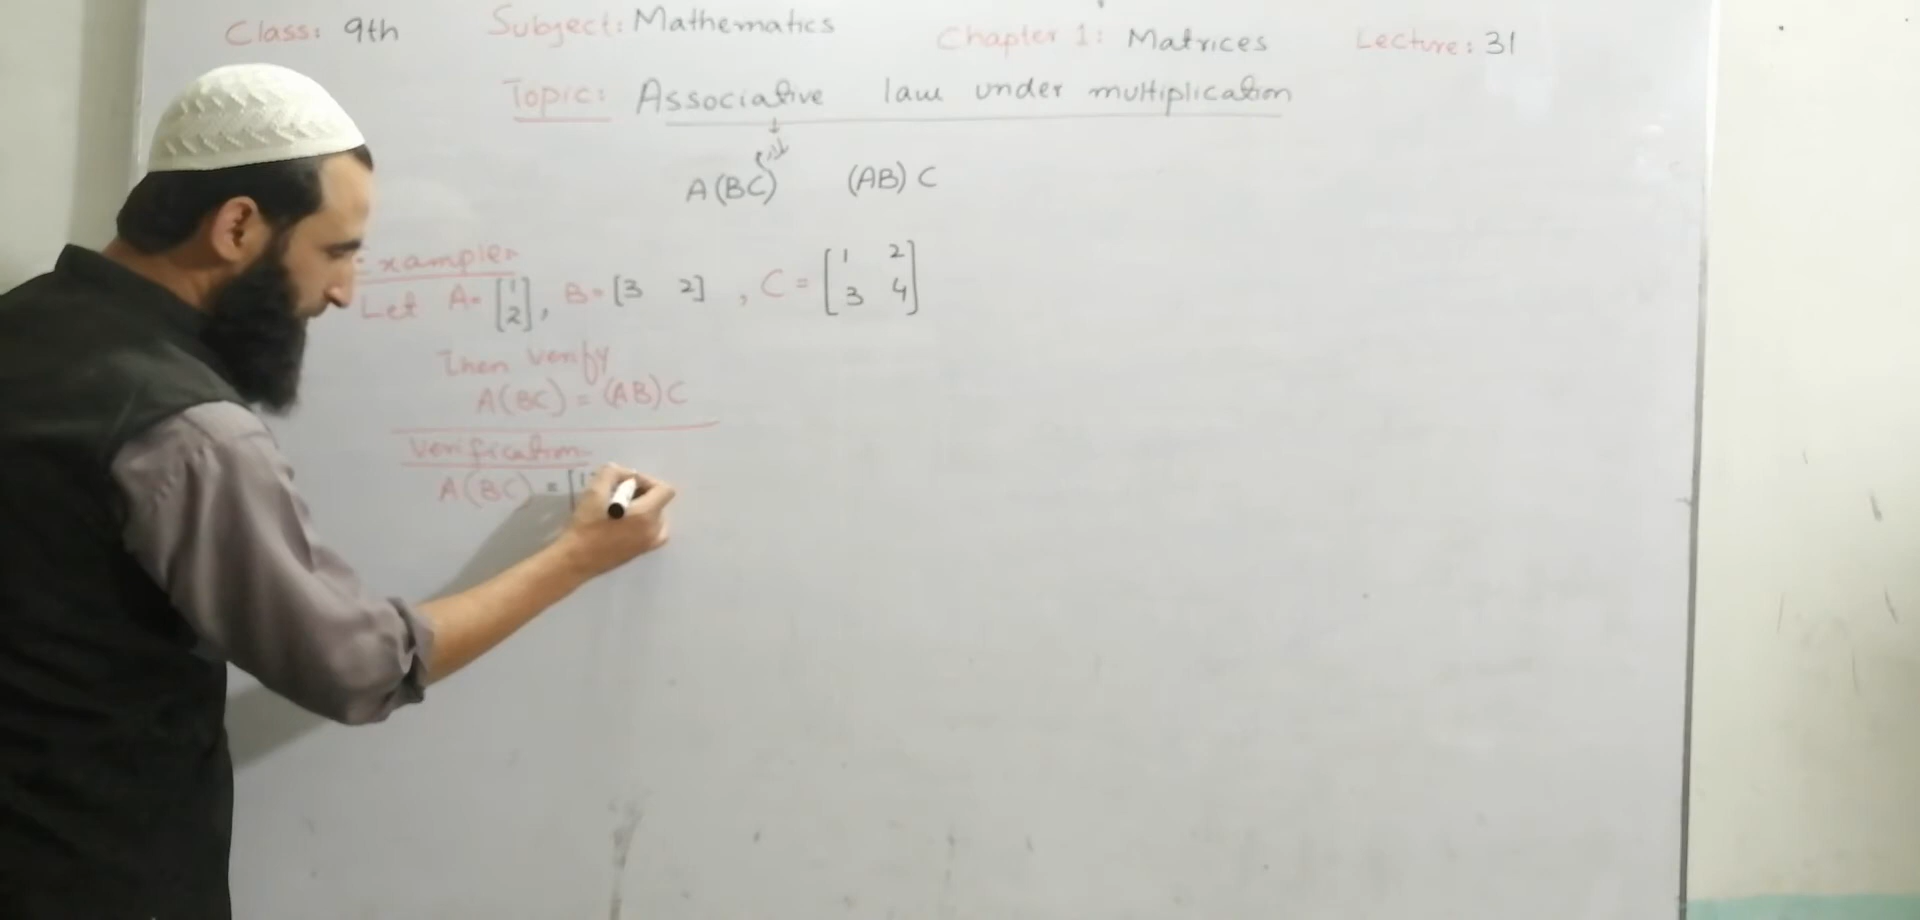 Class: 9th Subject: Mathematics Chapter 1: Matrices Lecture: 31
Topic: Associative law under multiplication
A(BC) (AB)C
Example
Let A = [1 2], B = [3 2], C = [1 2
3 4]
Then verify
A(BC) = (AB)C
Verification
A(BC) = [1